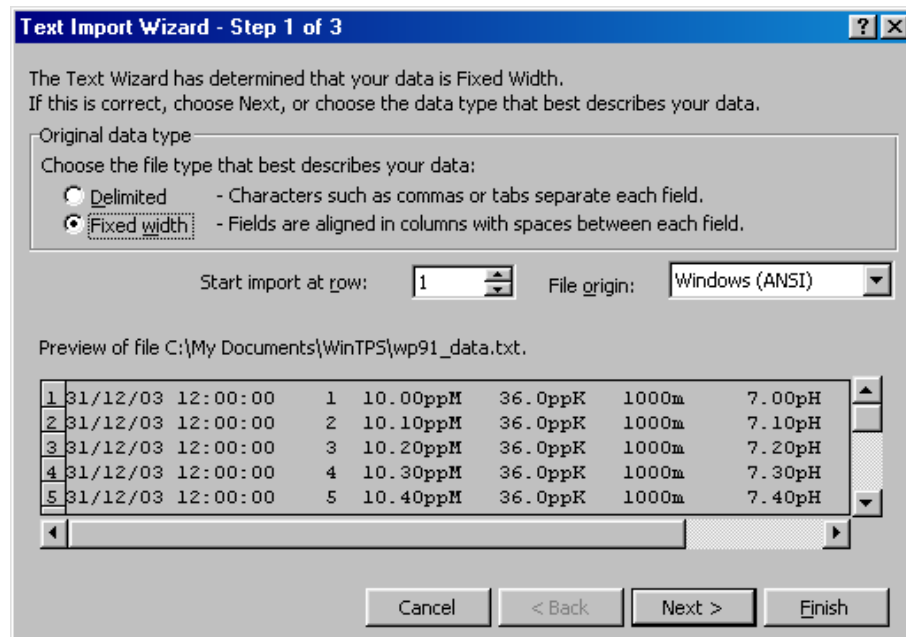 Text Import Wizard - Step 1 of 3
The Text Wizard has determined that your data is Fixed Width.
If this is correct, choose Next, or choose the data type that best describes your data.
Original data type
Choose the file type that best describes your data:
Delimited - Characters such as commas or tabs separate each field.
Fixed width - Fields are aligned in columns with spaces between each field.
Start import at row: 1 File origin: Windows (ANSI)
Preview of file C:\My Documents\WinTPS\wp91_data.txt.
1 31/12/03 12:00:00 1 10.00ppM 36.0ppK 1000m 7.00pH
2 31/12/03 12:00:00 2 10.10ppM 36.0ppK 1000m 7.10pH
3 31/12/03 12:00:00 3 10.20ppM 36.0ppK 1000m 7.20pH
4 31/12/03 12:00:00 4 10.30ppM 36.0ppK 1000m 7.30pH
5 31/12/03 12:00:00 5 10.40ppM 36.0ppK 1000m 7.40pH
Cancel < Back Next > Finish